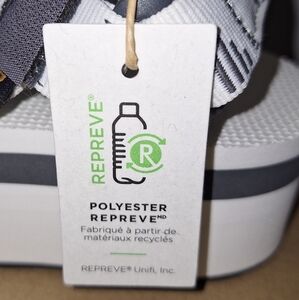 REPREVE®
R
POLYESTER
REPREVE MD
Fabriqué à partir de
matériaux recyclés
REPREVE® Unifi, Inc.